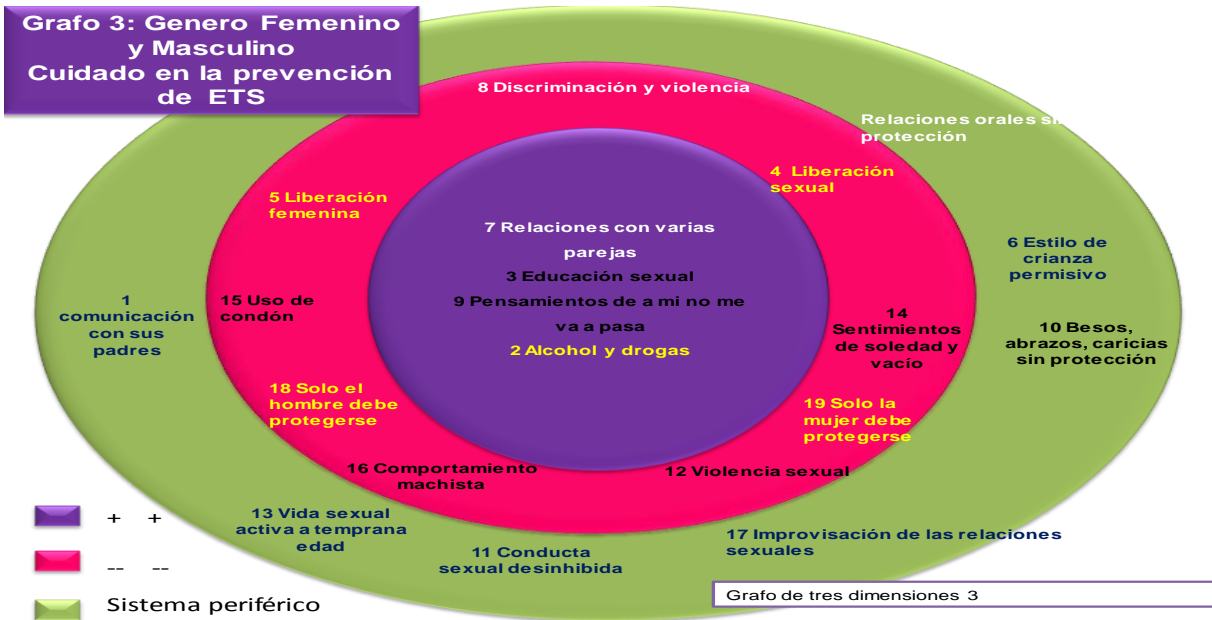 Grafo 3: Genero Femenino
y Masculino
Cuidado en la prevención
de ETS
8 Discriminación y violencia
Relaciones orales sin
protección
4 Liberación
sexual
5 Liberación
femenina
7 Relaciones con varias
parejas
3 Educación sexual
9 Pensamientos de a mi no me
va a pasa
2 Alcohol y drogas
6 Estilo de
crianza
permisivo
1
comunicación
con sus
padres
15 Uso de
condón
14
Sentimientos
de soledad y
vacío
10 Besos,
abrazos, caricias
sin protección
18 Solo el
hombre debe
protegerse
19 Solo la
mujer debe
protegerse
16 Comportamiento
machista
12 Violencia sexual
13 Vida sexual
activa a temprana
edad
11 Conducta
sexual desinhibida
17 Improvisación de las relaciones
sexuales
+ +
-- --
Sistema periférico
Grafo de tres dimensiones 3